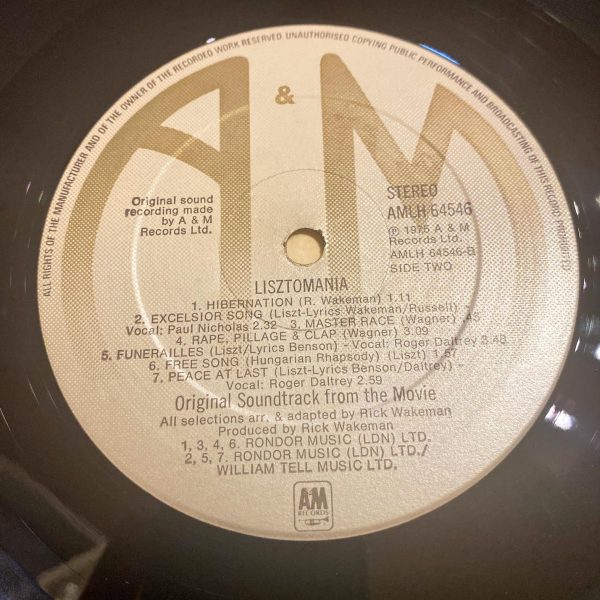 ALL RIGHTS OF THE MANUFACTURER AND OF THE OWNER OF THE RECORDED WORK RESERVED. UNAUTHORISED COPYING PUBLIC PERFORMANCE AND BROADCASTING OF THIS RECORD PROHIBITED
A & M
Original sound
recording made
by A & M
Records Ltd.
STEREO
AMLH 64546
℗ 1975 A & M
Records Ltd.
AMLH 64546-B
SIDE TWO
LISZTOMANIA
1. HIBERNATION (R. Wakeman) 1.11
2. EXCELSIOR SONG (Liszt-Lyrics Wakeman/Russell)
Vocal: Paul Nicholas 2.32 3. MASTER RACE (Wagner) .45
4. RAPE, PILLAGE & CLAP (Wagner) 3.09
5. FUNERAILLES (Liszt/Lyrics Benson) - Vocal: Roger Daltrey 3.43
6. FREE SONG (Hungarian Rhapsody) (Liszt) 1.57
7. PEACE AT LAST (Liszt-Lyrics Benson/Daltrey) -
Vocal: Roger Daltrey 2.59
Original Soundtrack from the Movie
All selections arr. & adapted by Rick Wakeman
Produced by Rick Wakeman
1, 3, 4, 6. RONDOR MUSIC (LDN) LTD.
2, 5, 7. RONDOR MUSIC (LDN) LTD./
WILLIAM TELL MUSIC LTD.
AM
RECORDS